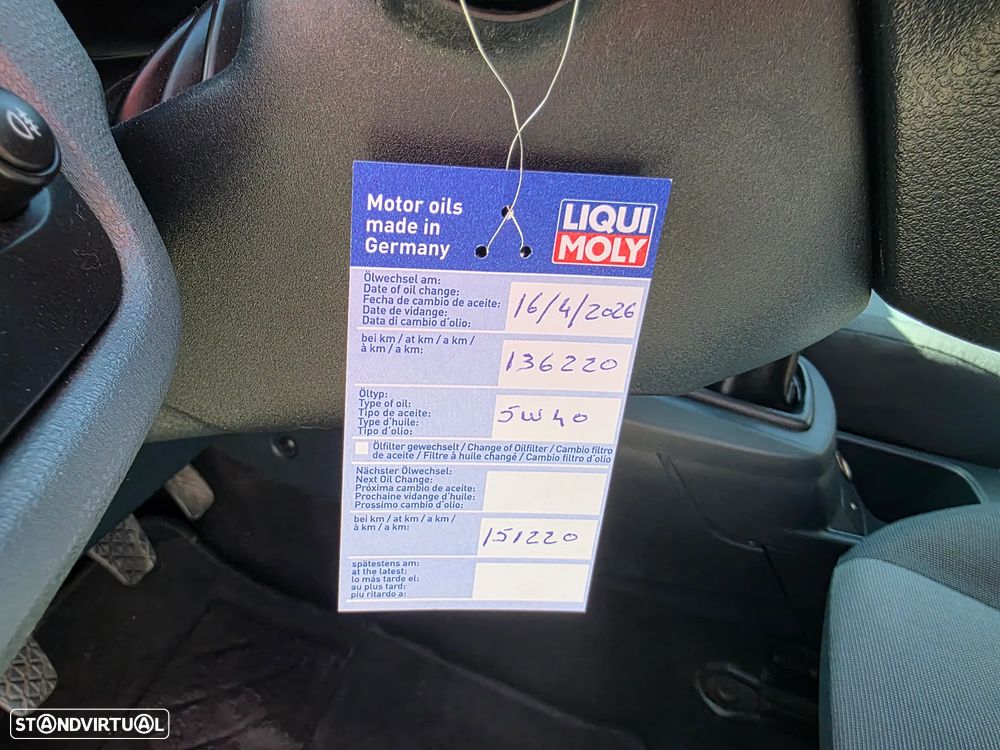 Motor oils
made in
Germany
LIQUI
MOLY
Ölwechsel am:
Date of oil change:
Fecha de cambio de aceite:
Date de vidange:
Data di cambio d'olio:
16/4/2026
bei km / at km / a km /
à km / a km:
136220
Öltyp:
Type of oil:
Tipo de aceite:
Type d'huile:
Tipo d'olio:
5W40
Ölfilter gewechselt / Change of Oilfilter / Cambio filtro
de aceite / Filtre à huile changé / Cambio filtro d'olio
Nächster Ölwechsel:
Next Oil Change:
Próxima cambio de aceite:
Prochaine vidange d'huile:
Prossimo cambio d'olio:
bei km / at km / a km /
à km / a km:
151220
spätestens am:
at the latest:
lo más tarde el:
au plus tard:
piu ritardo a:
STANDVIRTUAL